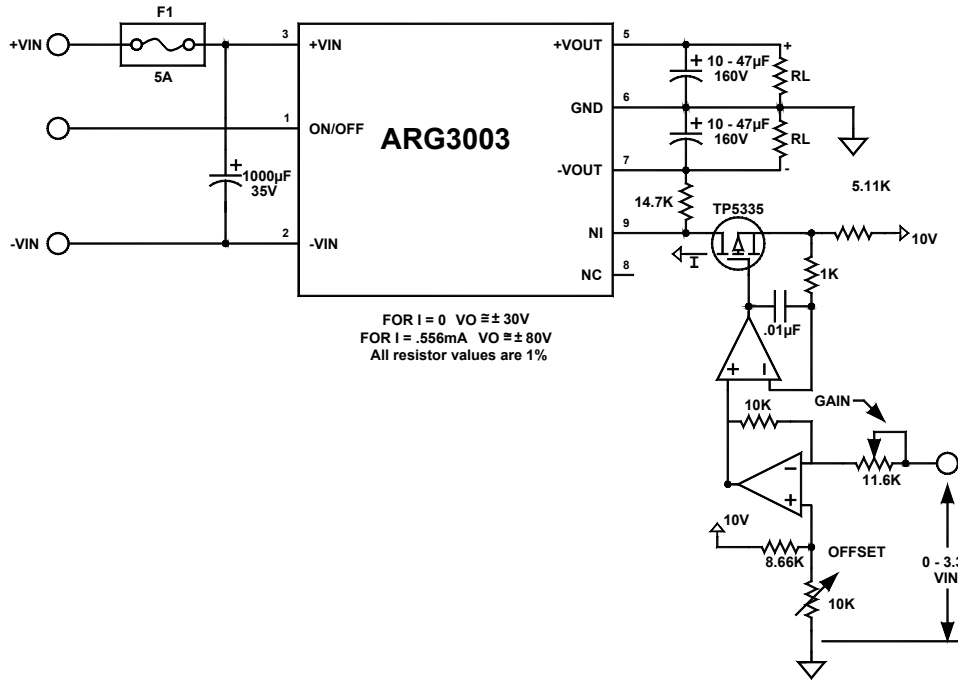 F1
+VIN
5A
3
+VIN
1
ON/OFF
1000µF
35V
-VIN
2
-VIN
ARG3003
+VOUT
5
GND
6
-VOUT
7
NI
9
NC
8
+
10 - 47µF
160V
+
RL
+
10 - 47µF
160V
RL
-
+
14.7K
TP5335
5.11K
10V
I
1K
.01µF
FOR I = 0 VO ≅ ± 30V
FOR I = .556mA VO ≅ ± 80V
All resistor values are 1%
+
-
10K
GAIN
11.6K
-
+
10V
8.66K
OFFSET
10K
0 - 3.3
VIN